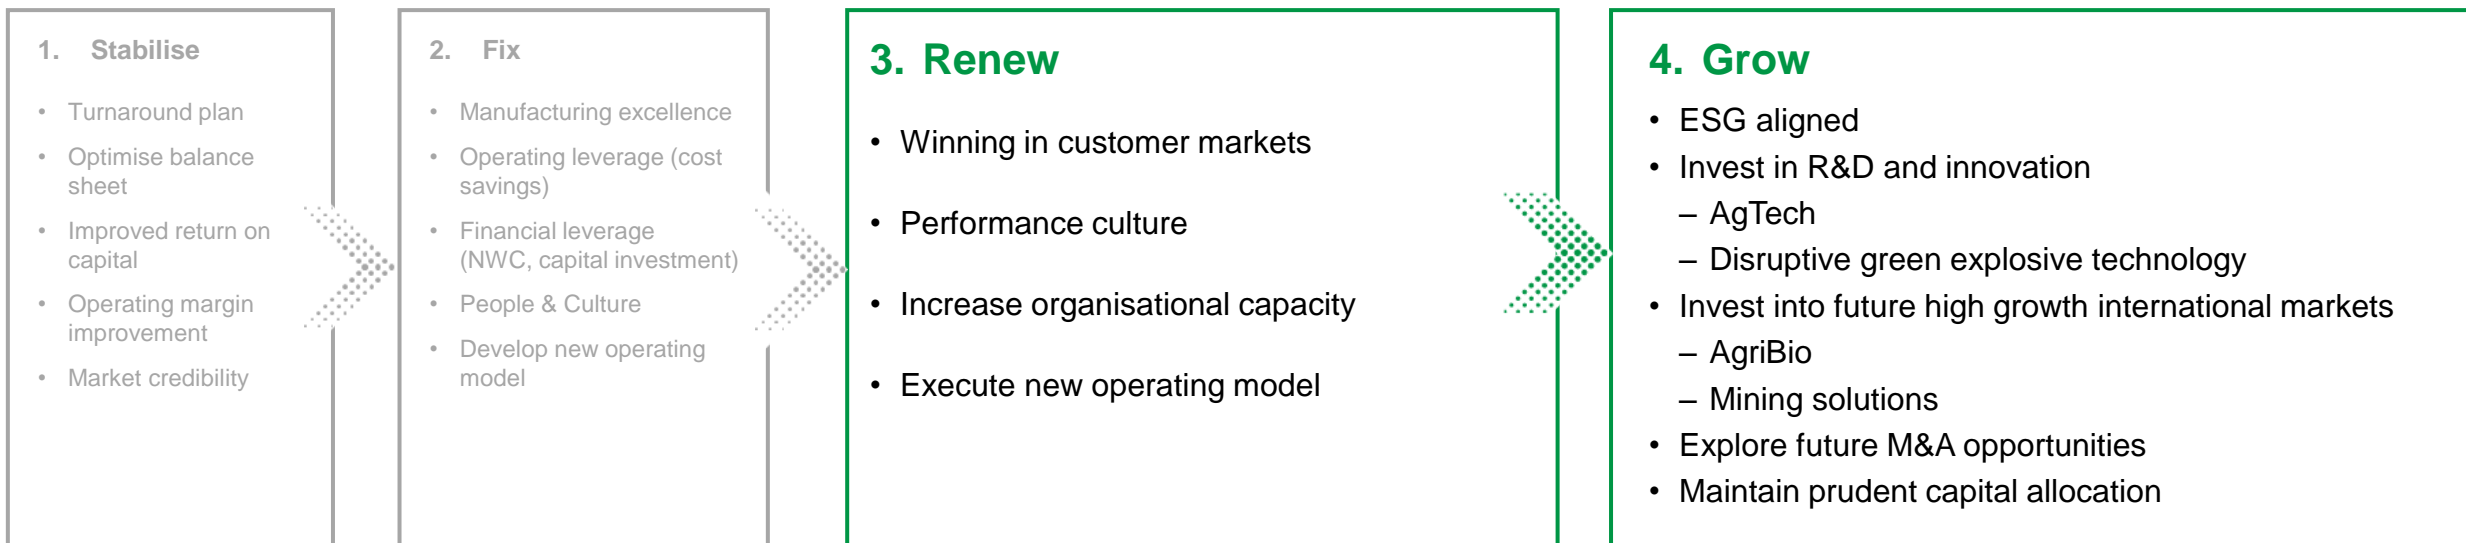 1. Stabilise
• Turnaround plan
• Optimise balance
sheet
• Improved return on
capital
• Operating margin
improvement
• Market credibility
2. Fix
• Manufacturing excellence
• Operating leverage (cost
savings)
• Financial leverage
(NWC, capital investment)
• People & Culture
• Develop new operating
model
3. Renew
• Winning in customer markets
• Performance culture
• Increase organisational capacity
• Execute new operating model
4. Grow
• ESG aligned
• Invest in R&D and innovation
– AgTech
– Disruptive green explosive technology
• Invest into future high growth international markets
– AgriBio
– Mining solutions
• Explore future M&A opportunities
• Maintain prudent capital allocation